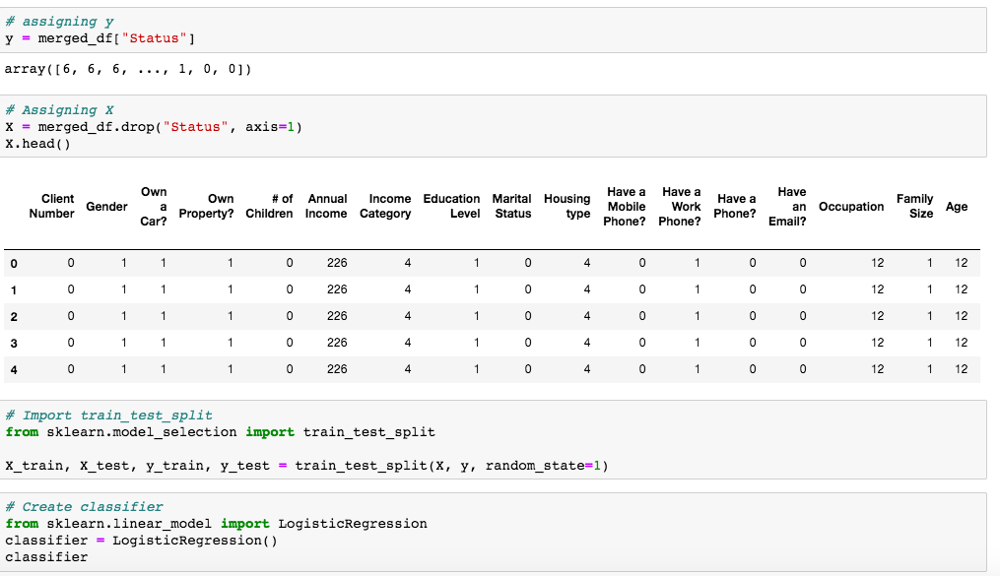 # assigning y
y = merged_df["Status"]
array([6, 6, 6, ..., 1, 0, 0])
# Assigning X
X = merged_df.drop("Status", axis=1)
X.head()
Client Number Gender Own a Car? Own Property? # of Children Annual Income Income Category Education Level Marital Status Housing type Have a Mobile Phone? Have a Work Phone? Have a Phone? Have an Email? Occupation Family Size Age
0 0 1 1 1 0 226 4 1 0 4 0 1 0 0 12 1 12
1 0 1 1 1 0 226 4 1 0 4 0 1 0 0 12 1 12
2 0 1 1 1 0 226 4 1 0 4 0 1 0 0 12 1 12
3 0 1 1 1 0 226 4 1 0 4 0 1 0 0 12 1 12
4 0 1 1 1 0 226 4 1 0 4 0 1 0 0 12 1 12
# Import train_test_split
from sklearn.model_selection import train_test_split
X_train, X_test, y_train, y_test = train_test_split(X, y, random_state=1)
# Create classifier
from sklearn.linear_model import LogisticRegression
classifier = LogisticRegression()
classifier